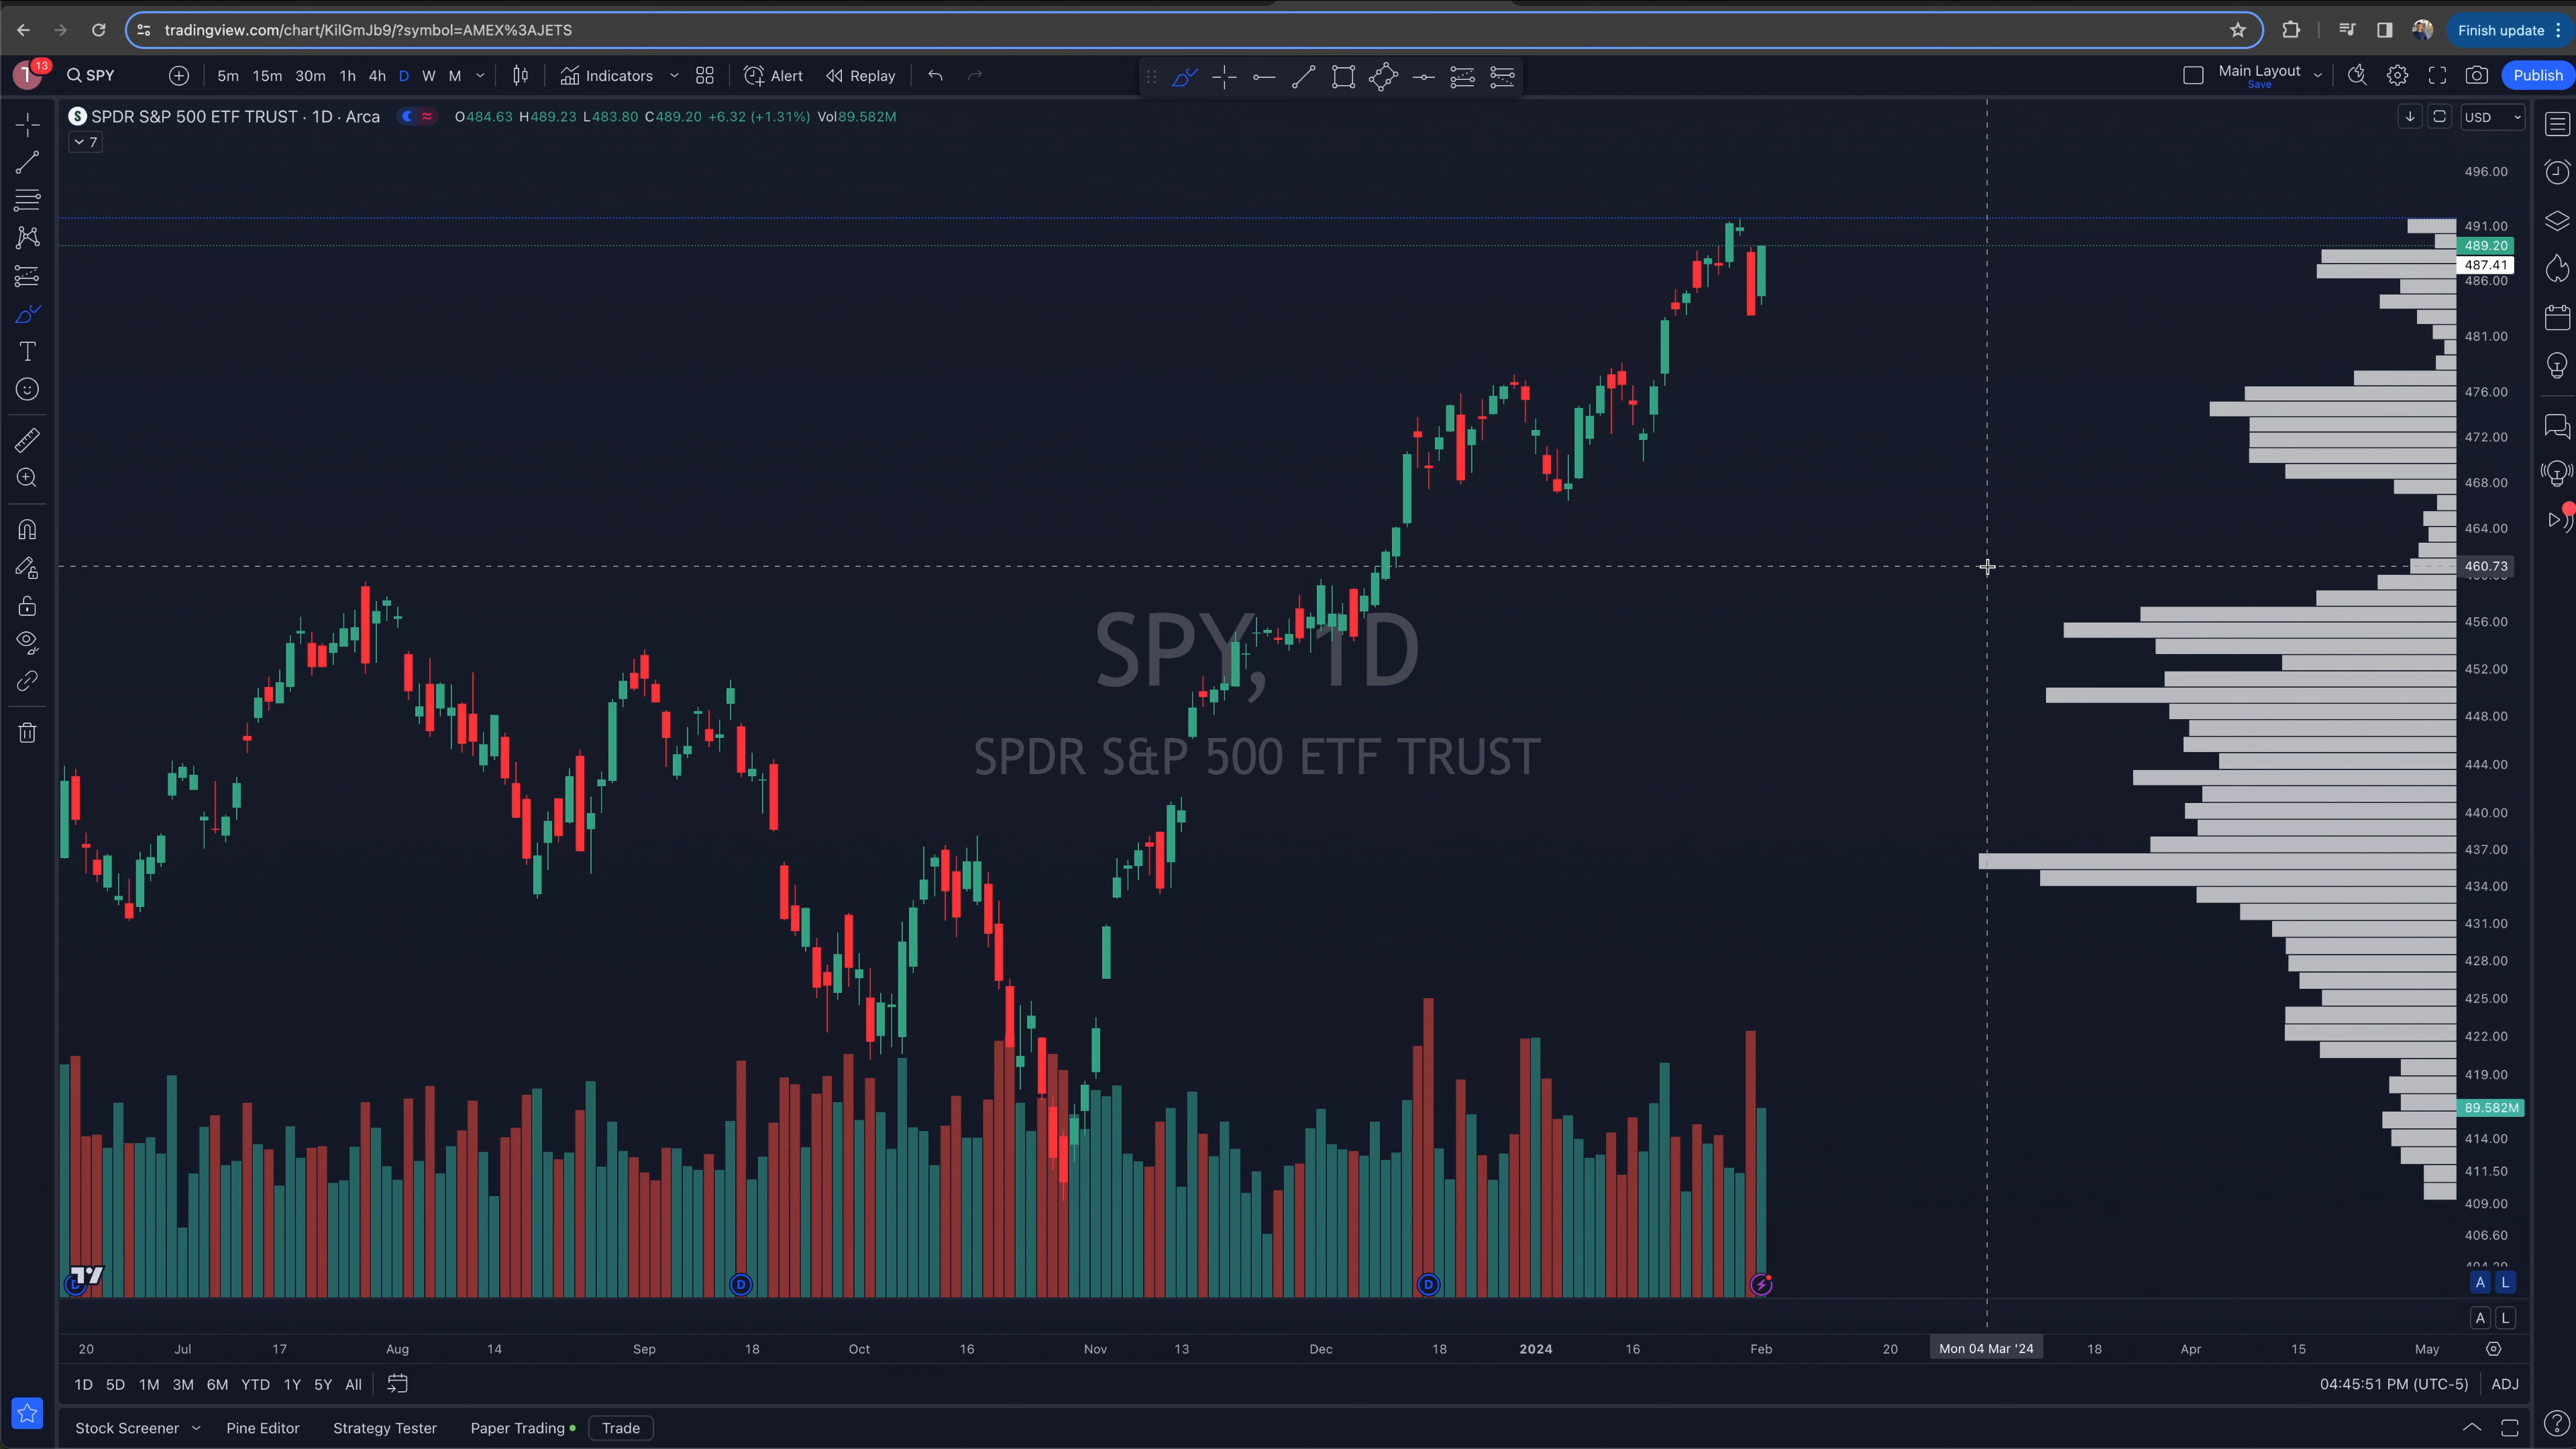 tradingview.com/chart/KilGmJb9/?symbol=AMEX%3AJETS
Finish update
13
SPY
5m 15m 30m 1h 4h D W M
Indicators
Alert
Replay
Main Layout
Save
Publish
SPDR S&P 500 ETF TRUST · 1D · Arca
O484.63 H489.23 L483.80 C489.20 +6.32 (+1.31%) Vol89.582M
USD
7
496.00
491.00
489.20
487.41
486.00
481.00
476.00
472.00
468.00
464.00
460.73
456.00
452.00
448.00
444.00
440.00
437.00
434.00
431.00
428.00
425.00
422.00
419.00
89.582M
414.00
411.50
409.00
406.60
SPY, 1D
SPDR S&P 500 ETF TRUST
D
D
A L
A L
20 Jul 17 Aug 14 Sep 18 Oct 16 Nov 13 Dec 18 2024 16 Feb 20 Mon 04 Mar '24 18 Apr 15 May
1D 5D 1M 3M 6M YTD 1Y 5Y All
04:45:51 PM (UTC-5) ADJ
Stock Screener Pine Editor Strategy Tester Paper Trading Trade